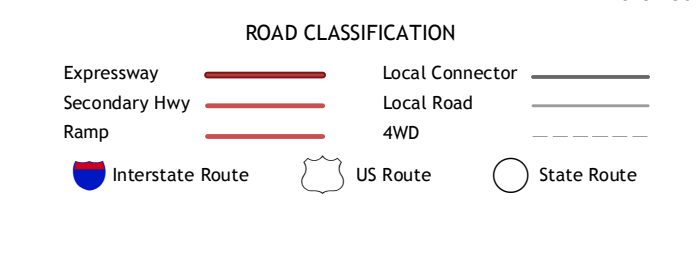 ROAD CLASSIFICATION
Expressway
Secondary Hwy
Ramp
Local Connector
Local Road
4WD
Interstate Route
US Route
State Route